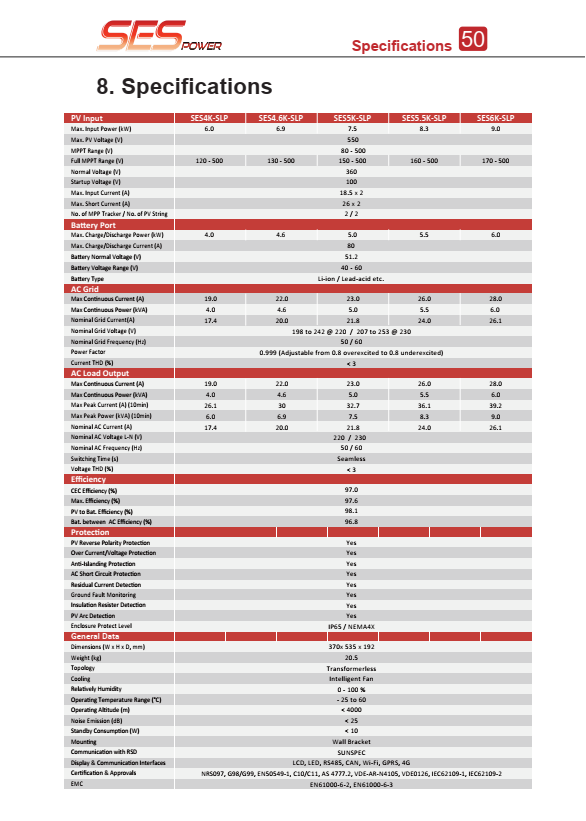 SES POWER
Specifications 50
8. Specifications
PV Input SES4K-SLP SES4.6K-SLP SES5K-SLP SES5.5K-SLP SES6K-SLP
Max. Input Power (kW) 6.0 6.9 7.5 8.3 9.0
Max. PV Voltage (V) 550
MPPT Range (V) 80 - 500
Full MPPT Range (V) 120 - 500 130 - 500 150 - 500 160 - 500 170 - 500
Normal Voltage (V) 360
Startup Voltage (V) 100
Max. Input Current (A) 18.5 x 2
Max. Short Current (A) 26 x 2
No. of MPP Tracker / No. of PV String 2 / 2
Battery Port
Max. Charge/Discharge Power (kW) 4.0 4.6 5.0 5.5 6.0
Max. Charge/Discharge Current (A) 80
Battery Normal Voltage (V) 51.2
Battery Voltage Range (V) 40 - 60
Battery Type Li-ion / Lead-acid etc.
AC Grid
Max Continuous Current (A) 19.0 22.0 23.0 26.0 28.0
Max Continuous Power (kVA) 4.0 4.6 5.0 5.5 6.0
Nominal Grid Current(A) 17.4 20.0 21.8 24.0 26.1
Nominal Grid Voltage (V) 198 to 242 @ 220 / 207 to 253 @ 230
Nominal Grid Frequency (Hz) 50 / 60
Power Factor 0.999 (Adjustable from 0.8 overexcited to 0.8 underexcited)
Current THD (%) < 3
AC Load Output
Max Continuous Current (A) 19.0 22.0 23.0 26.0 28.0
Max Continuous Power (kVA) 4.0 4.6 5.0 5.5 6.0
Max Peak Current (A) (10min) 26.1 30 32.7 36.1 39.2
Max Peak Power (kVA) (10min) 6.0 6.9 7.5 8.3 9.0
Nominal AC Current (A) 17.4 20.0 21.8 24.0 26.1
Nominal AC Voltage L-N (V) 220 / 230
Nominal AC Frequency (Hz) 50 / 60
Switching Time (s) Seamless
Voltage THD (%) < 3
Efficiency
CEC Efficiency (%) 97.0
Max. Efficiency (%) 97.6
PV to Bat. Efficiency (%) 98.1
Bat. between AC Efficiency (%) 96.8
Protection
PV Reverse Polarity Protection Yes
Over Current/Voltage Protection Yes
Anti-Islanding Protection Yes
AC Short Circuit Protection Yes
Residual Current Detection Yes
Ground Fault Monitoring Yes
Insulation Resister Detection Yes
PV Arc Detection Yes
Enclosure Protect Level IP65 / NEMA4X
General Data
Dimensions (W x H x D, mm) 370x 535 x 192
Weight (kg) 20.5
Topology Transformerless
Cooling Intelligent Fan
Relatively Humidity 0 - 100 %
Operating Temperature Range (°C) - 25 to 60
Operating Altitude (m) < 4000
Noise Emission (dB) < 25
Standby Consumption (W) < 10
Mounting Wall Bracket
Communication with RSD SUNSPEC
Display & Communication Interfaces LCD, LED, RS485, CAN, Wi-Fi, GPRS, 4G
Certification & Approvals NRS097, G98/G99, EN50549-1, C10/C11, AS 4777.2, VDE-AR-N4105, VDE0126, IEC62109-1, IEC62109-2
EMC EN61000-6-2, EN61000-6-3